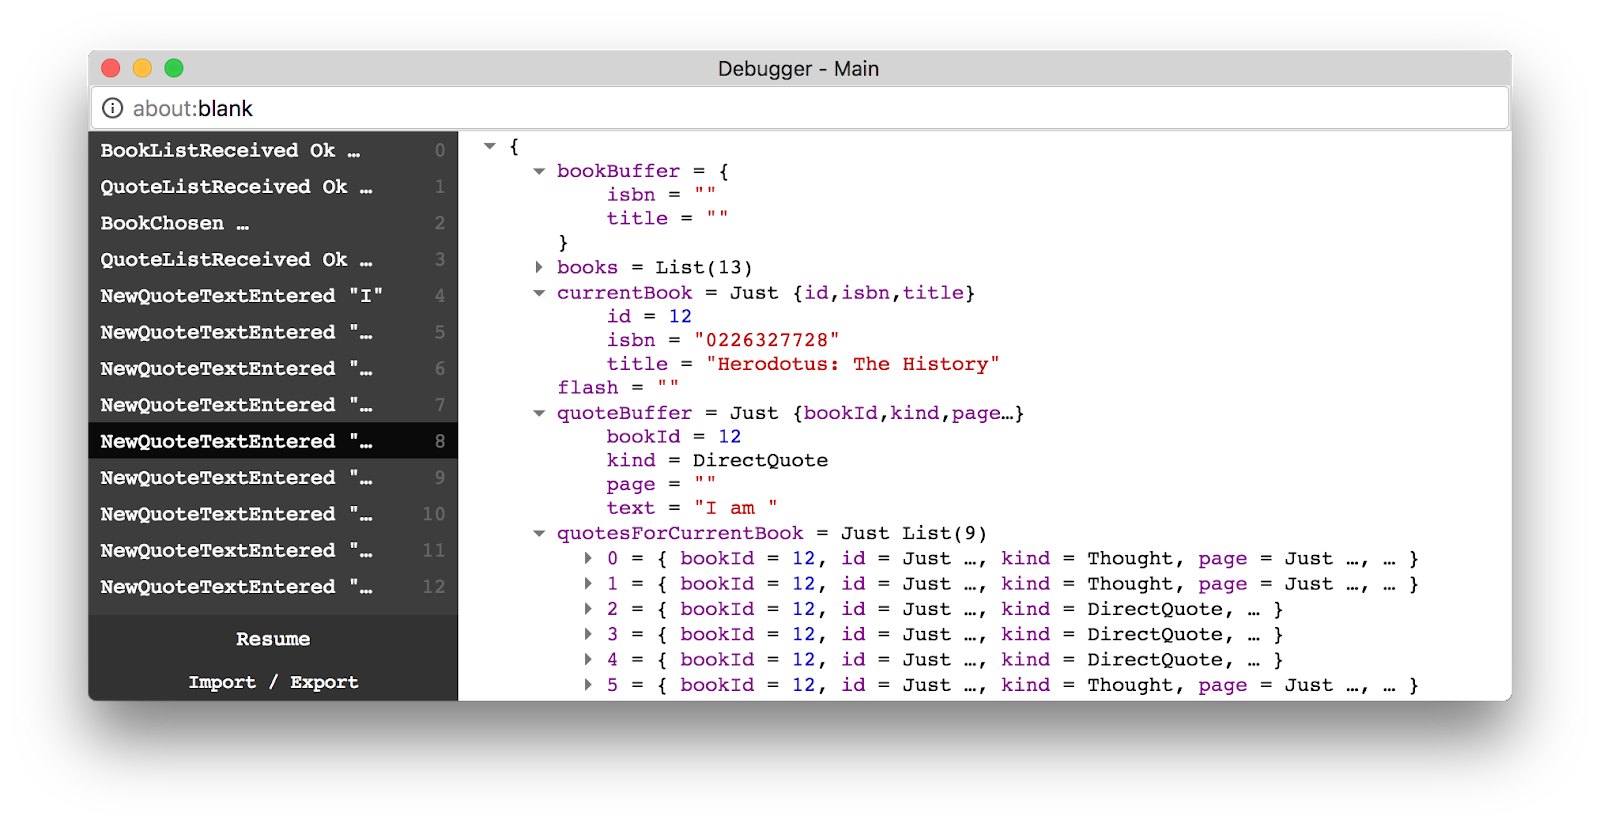 Debugger - Main
about:blank
BookListReceived Ok … 0
QuoteListReceived Ok … 1
BookChosen … 2
QuoteListReceived Ok … 3
NewQuoteTextEntered "I" 4
NewQuoteTextEntered "… 5
NewQuoteTextEntered "… 6
NewQuoteTextEntered "… 7
NewQuoteTextEntered "… 8
NewQuoteTextEntered "… 9
NewQuoteTextEntered "… 10
NewQuoteTextEntered "… 11
NewQuoteTextEntered "… 12
Resume
Import / Export
{
bookBuffer = {
isbn = ""
title = ""
}
books = List(13)
currentBook = Just {id,isbn,title}
id = 12
isbn = "0226327728"
title = "Herodotus: The History"
flash = ""
quoteBuffer = Just {bookId,kind,page…}
bookId = 12
kind = DirectQuote
page = ""
text = "I am "
quotesForCurrentBook = Just List(9)
0 = { bookId = 12, id = Just …, kind = Thought, page = Just …, … }
1 = { bookId = 12, id = Just …, kind = Thought, page = Just …, … }
2 = { bookId = 12, id = Just …, kind = DirectQuote, … }
3 = { bookId = 12, id = Just …, kind = DirectQuote, … }
4 = { bookId = 12, id = Just …, kind = DirectQuote, … }
5 = { bookId = 12, id = Just …, kind = Thought, page = Just …, … }